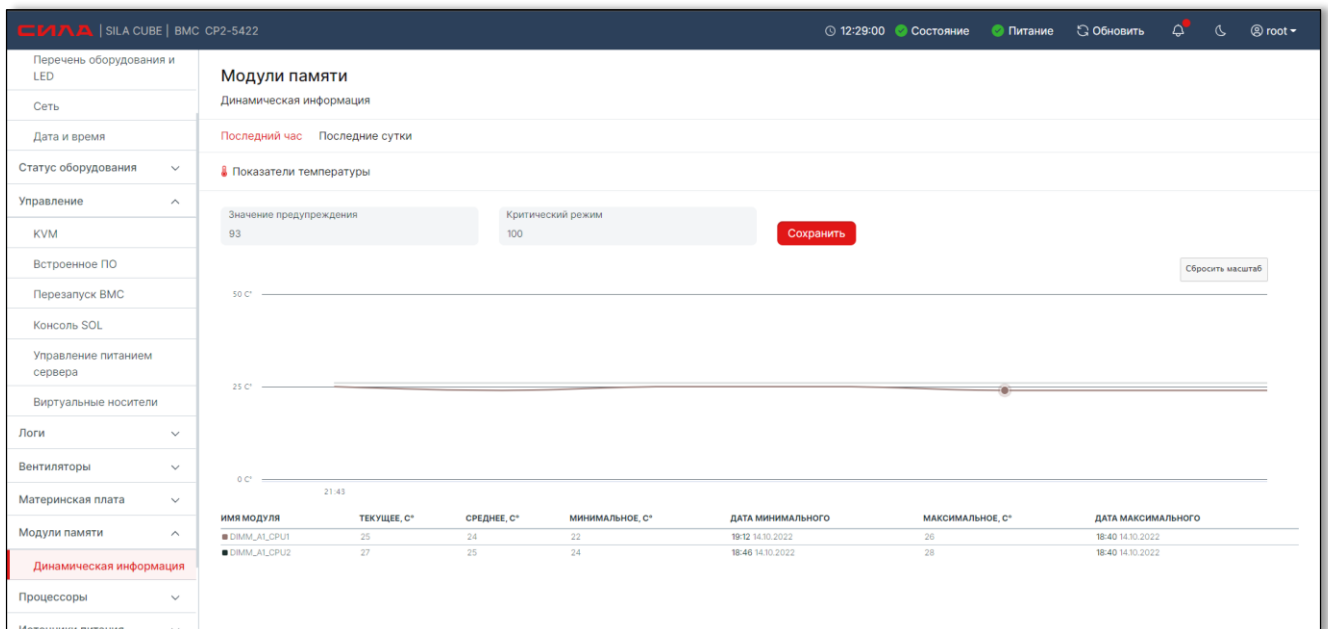 СИЛА | SILA CUBE | BMC CP2-5422
12:29:00 Состояние Питание Обновить root
Перечень оборудования и
LED
Сеть
Дата и время
Статус оборудования
Управление
KVM
Встроенное ПО
Перезапуск BMC
Консоль SOL
Управление питанием
сервера
Виртуальные носители
Логи
Вентиляторы
Материнская плата
Модули памяти
Динамическая информация
Процессоры
Источники питания
Модули памяти
Динамическая информация
Последний час Последние сутки
Показатели температуры
Значение предупреждения
93
Критический режим
100
Сохранить
Сбросить масштаб
50 C°
25 C°
0 C°
21:43
ИМЯ МОДУЛЯ ТЕКУЩЕЕ, C° СРЕДНЕЕ, C° МИНИМАЛЬНОЕ, C° ДАТА МИНИМАЛЬНОГО МАКСИМАЛЬНОЕ, C° ДАТА МАКСИМАЛЬНОГО
DIMM_A1_CPU1 25 24 22 19:12 14.10.2022 26 18:40 14.10.2022
DIMM_A1_CPU2 27 25 24 18:46 14.10.2022 28 18:40 14.10.2022